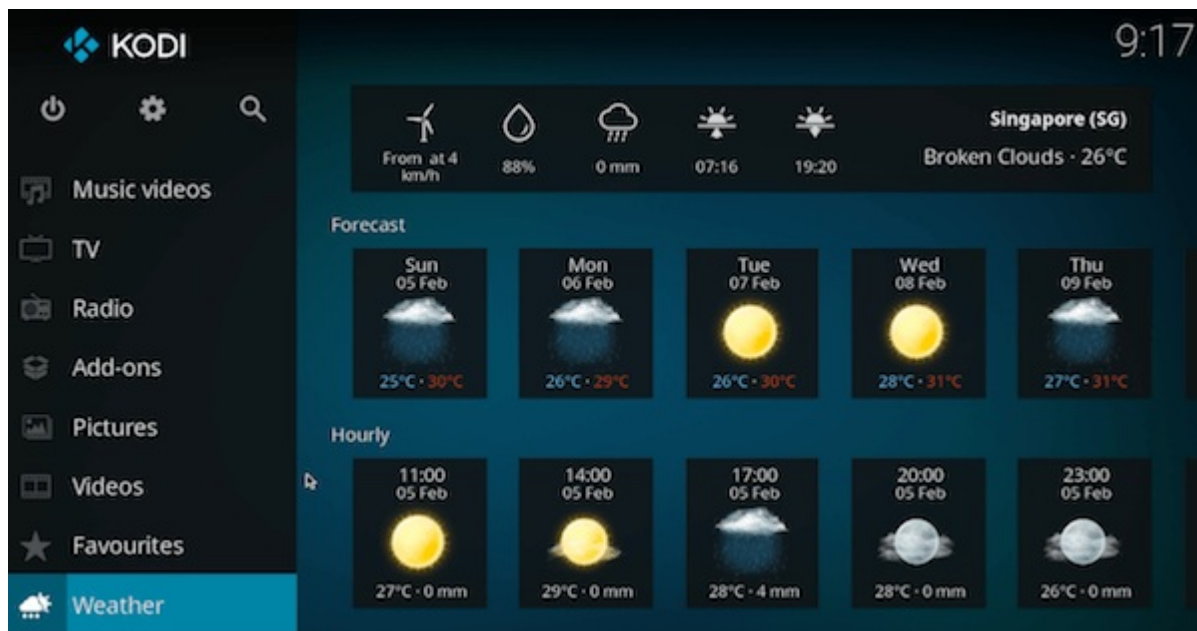 KODI
9:17
From at 4
km/h
88%
0 mm
07:16
19:20
Singapore (SG)
Broken Clouds · 26°C
Music videos
TV
Radio
Add-ons
Pictures
Videos
Favourites
Weather
Forecast
Sun
05 Feb
25°C · 30°C
Mon
06 Feb
26°C · 29°C
Tue
07 Feb
26°C · 30°C
Wed
08 Feb
28°C · 31°C
Thu
09 Feb
27°C · 31°C
Hourly
11:00
05 Feb
27°C · 0 mm
14:00
05 Feb
29°C · 0 mm
17:00
05 Feb
28°C · 4 mm
20:00
05 Feb
28°C · 0 mm
23:00
05 Feb
26°C · 0 mm